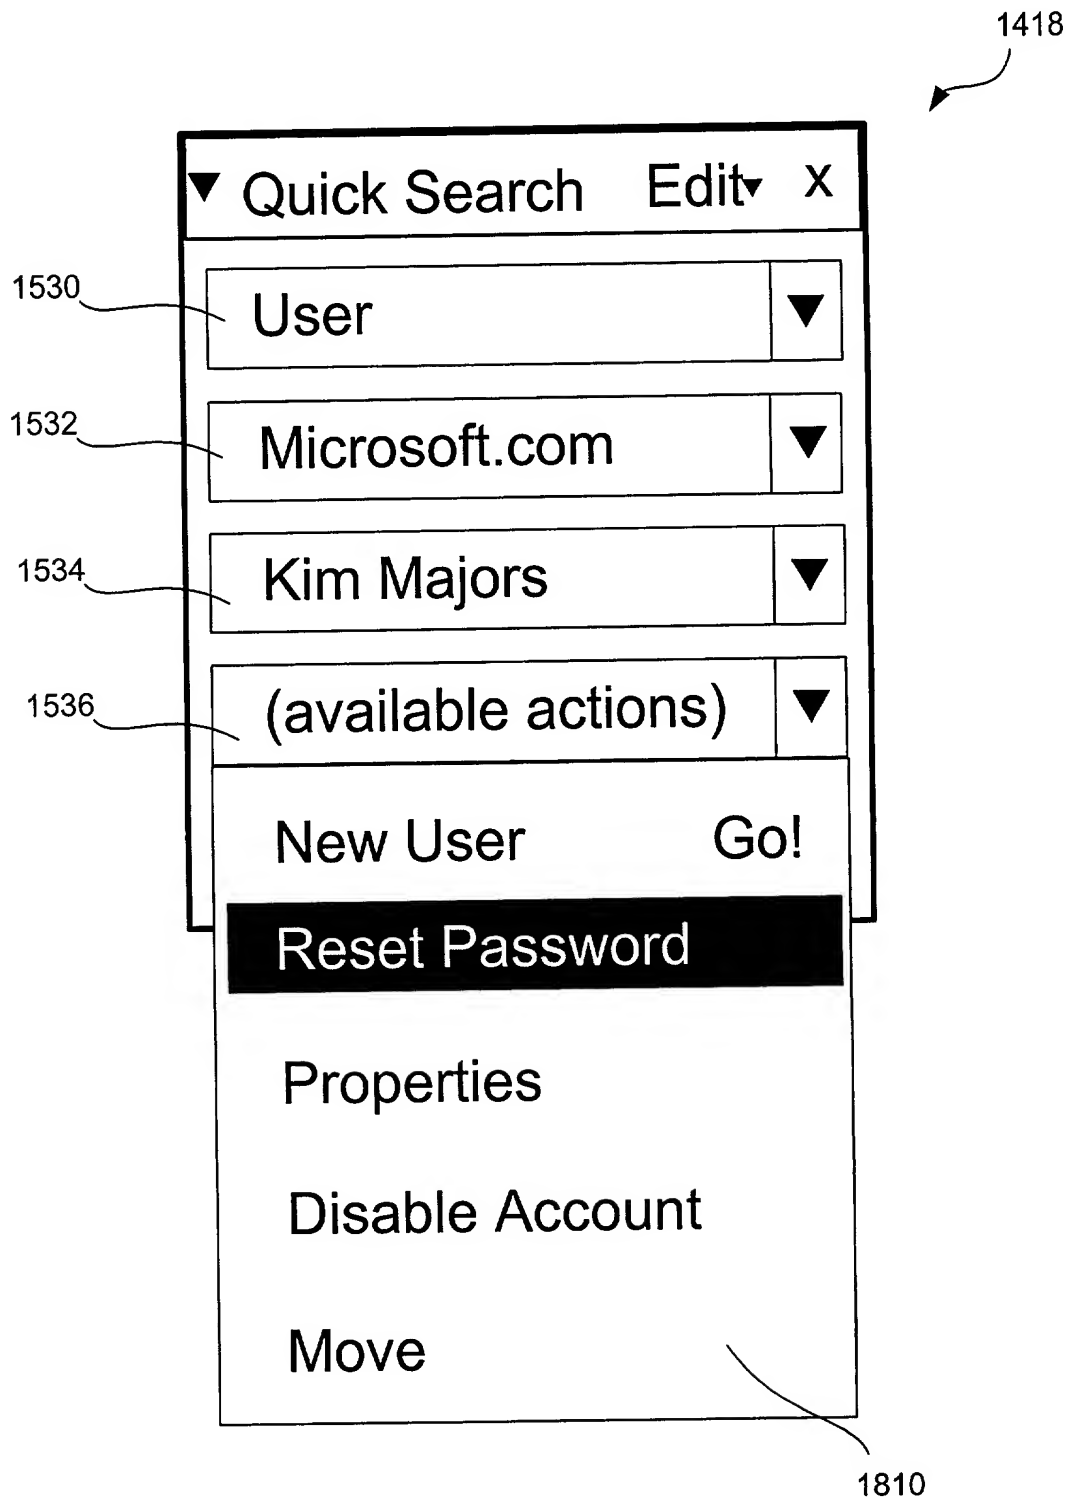 1418
Quick Search Edit x
1530
User
1532
Microsoft.com
1534
Kim Majors
1536
(available actions)
New User Go!
Reset Password
Properties
Disable Account
Move
1810